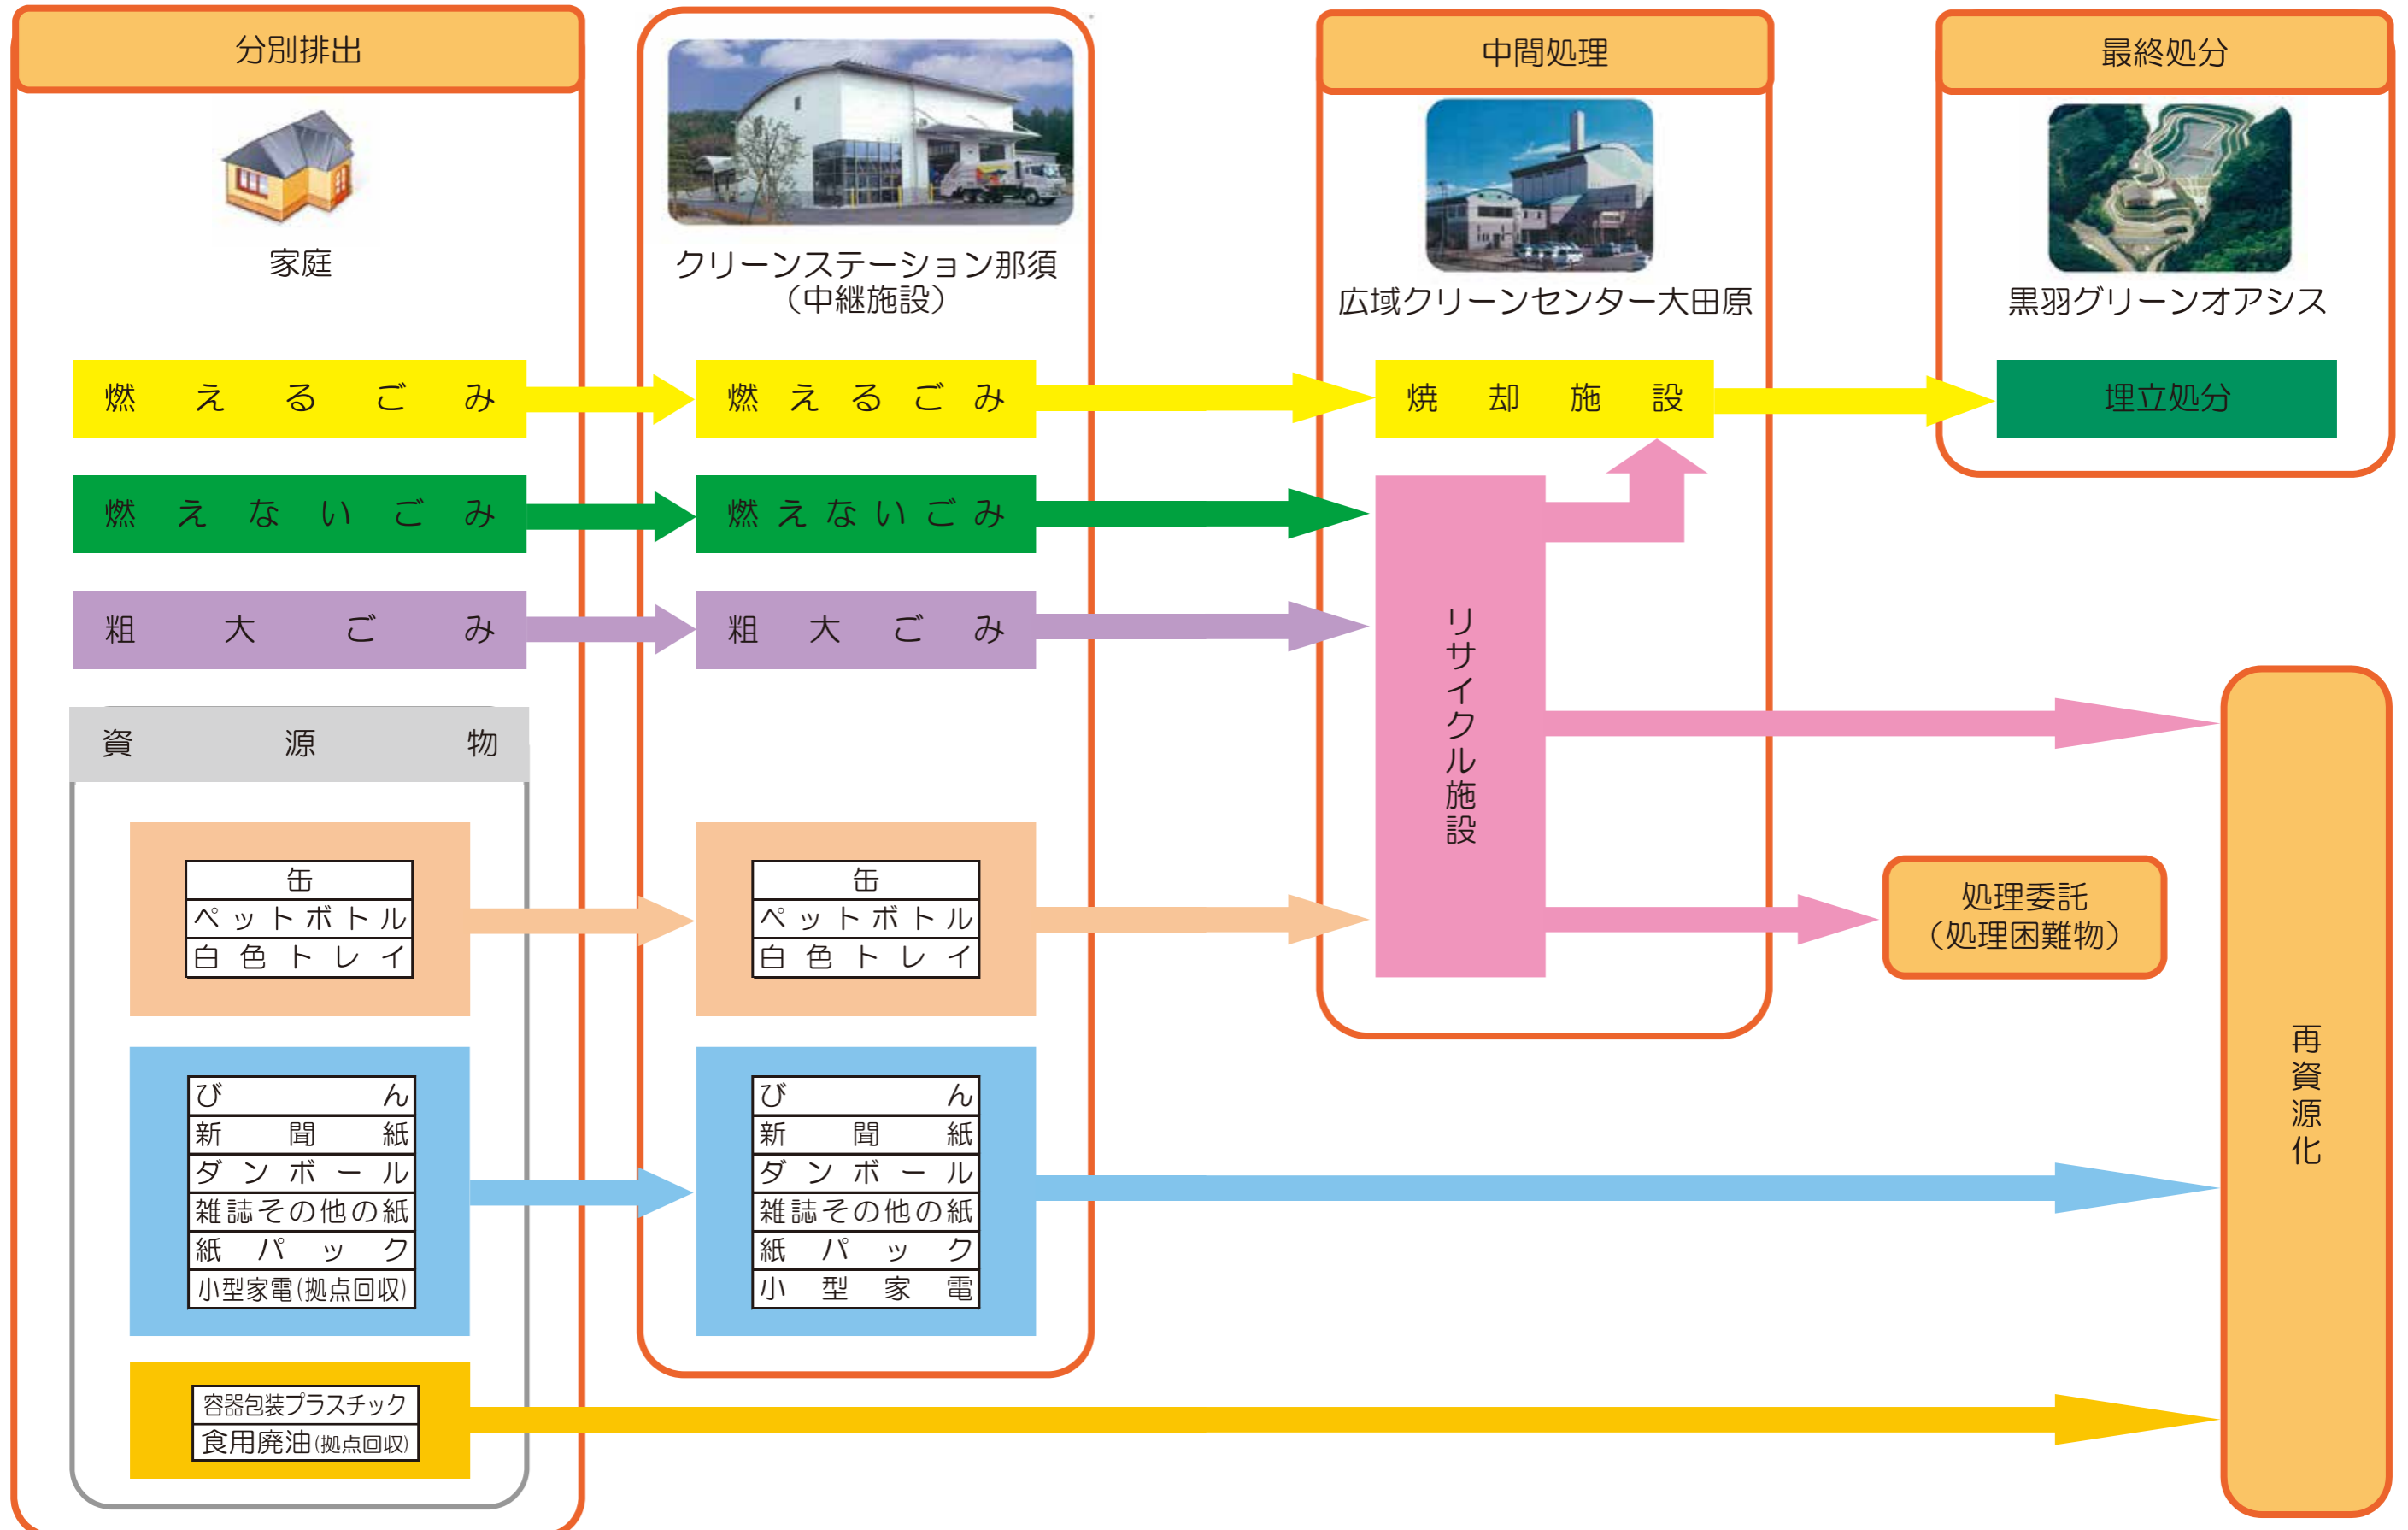 分別排出
家庭
燃えるごみ
燃えないごみ
粗大ごみ
資源物
缶
ペットボトル
白色トレイ
びん
新聞紙
ダンボール
雑誌その他の紙
紙パック
小型家電(拠点回収)
容器包装プラスチック
食用廃油(拠点回収)
クリーンステーション那須
（中継施設）
燃えるごみ
燃えないごみ
粗大ごみ
缶
ペットボトル
白色トレイ
びん
新聞紙
ダンボール
雑誌その他の紙
紙パック
小型家電
中間処理
広域クリーンセンター大田原
焼却施設
リサイクル施設
最終処分
黒羽グリーンオアシス
埋立処分
処理委託
（処理困難物）
再資源化